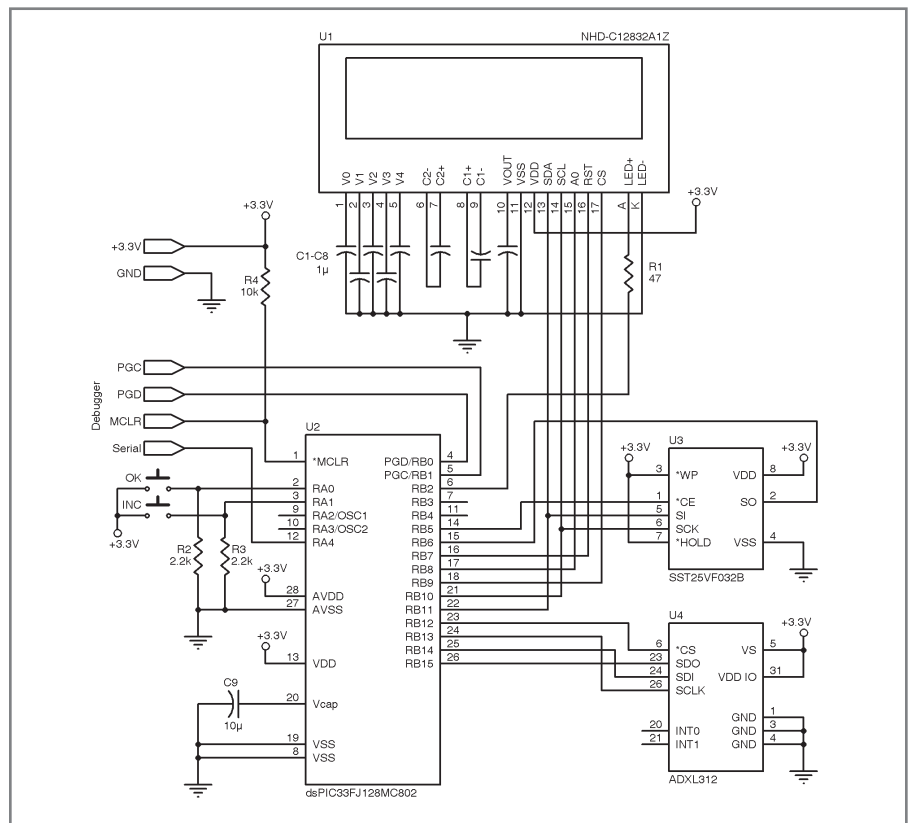 U1
NHD-C12832A1Z
V0
V1
V2
V3
V4
C2-
C2+
C1+
C1-
VOUT
VSS
VDD
SDA
SCL
A0
RST
CS
LED+
LED-
1
2
3
4
5
6
7
8
9
10
11
12
13
14
15
16
17
A
K
+3.3V
+3.3V
+3.3V
GND
R4
10k
C1-C8
1µ
R1
47
Debugger
PGC
PGD
MCLR
Serial
OK
INC
+3.3V
R2
2.2k
R3
2.2k
+3.3V
+3.3V
C9
10µ
U2
1
*MCLR
2
RA0
3
RA1
9
RA2/OSC1
10
RA3/OSC2
12
RA4
28
AVDD
27
AVSS
13
VDD
20
Vcap
19
VSS
8
VSS
PGD/RB0
4
PGC/RB1
5
RB2
6
RB3
7
RB4
11
RB5
14
RB6
15
RB7
16
RB8
17
RB9
18
RB10
21
RB11
22
RB12
23
RB13
24
RB14
25
RB15
26
dsPIC33FJ128MC802
U3
+3.3V
+3.3V
3
*WP
1
*CE
5
SI
6
SCK
7
*HOLD
VDD
8
SO
2
VSS
4
SST25VF032B
U4
+3.3V
6
*CS
23
SDO
24
SDI
26
SCLK
20
INT0
21
INT1
VS
5
VDD IO
31
GND
1
GND
3
GND
4
ADXL312